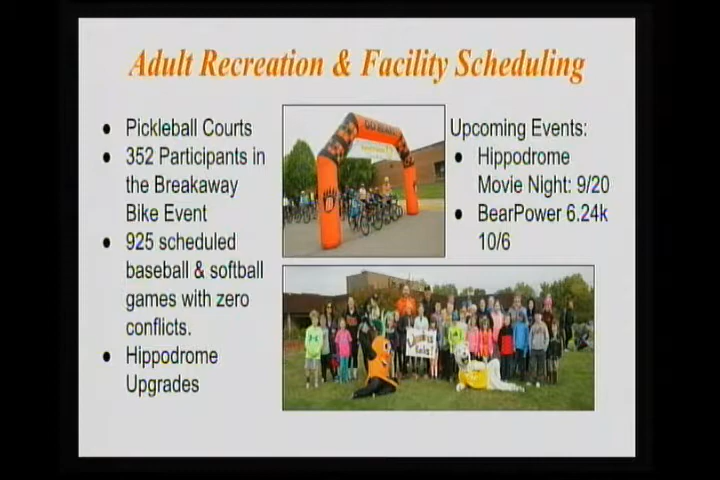 Adult Recreation & Facility Scheduling
● Pickleball Courts
● 352 Participants in
the Breakaway
Bike Event
● 925 scheduled
baseball & softball
games with zero
conflicts.
● Hippodrome
Upgrades
Upcoming Events:
● Hippodrome
Movie Night: 9/20
● BearPower 6.24k
10/6